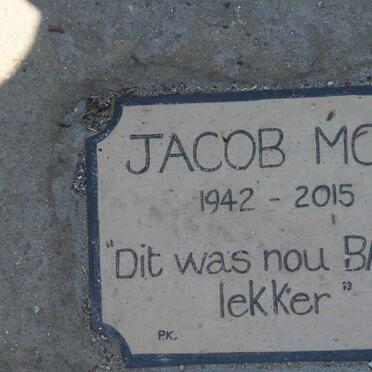 JACOB
1942 - 2015
"Dit was nou
lekker"
P.K.